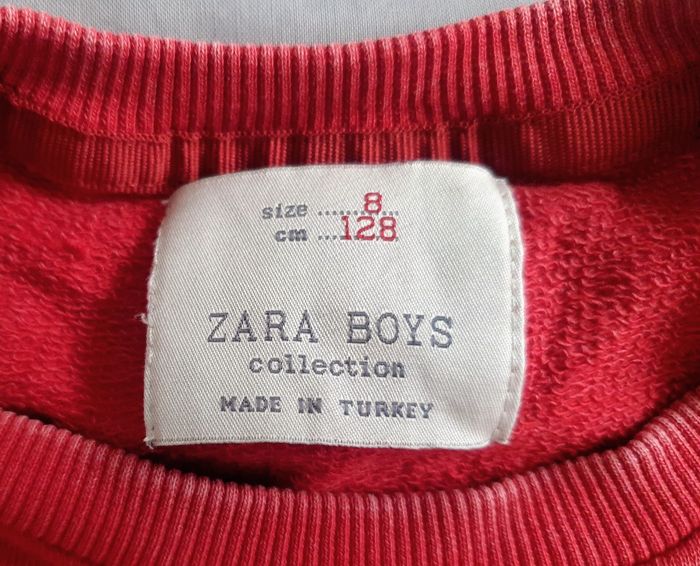 size ........8....
cm ...128
ZARA BOYS
collection
MADE IN TURKEY